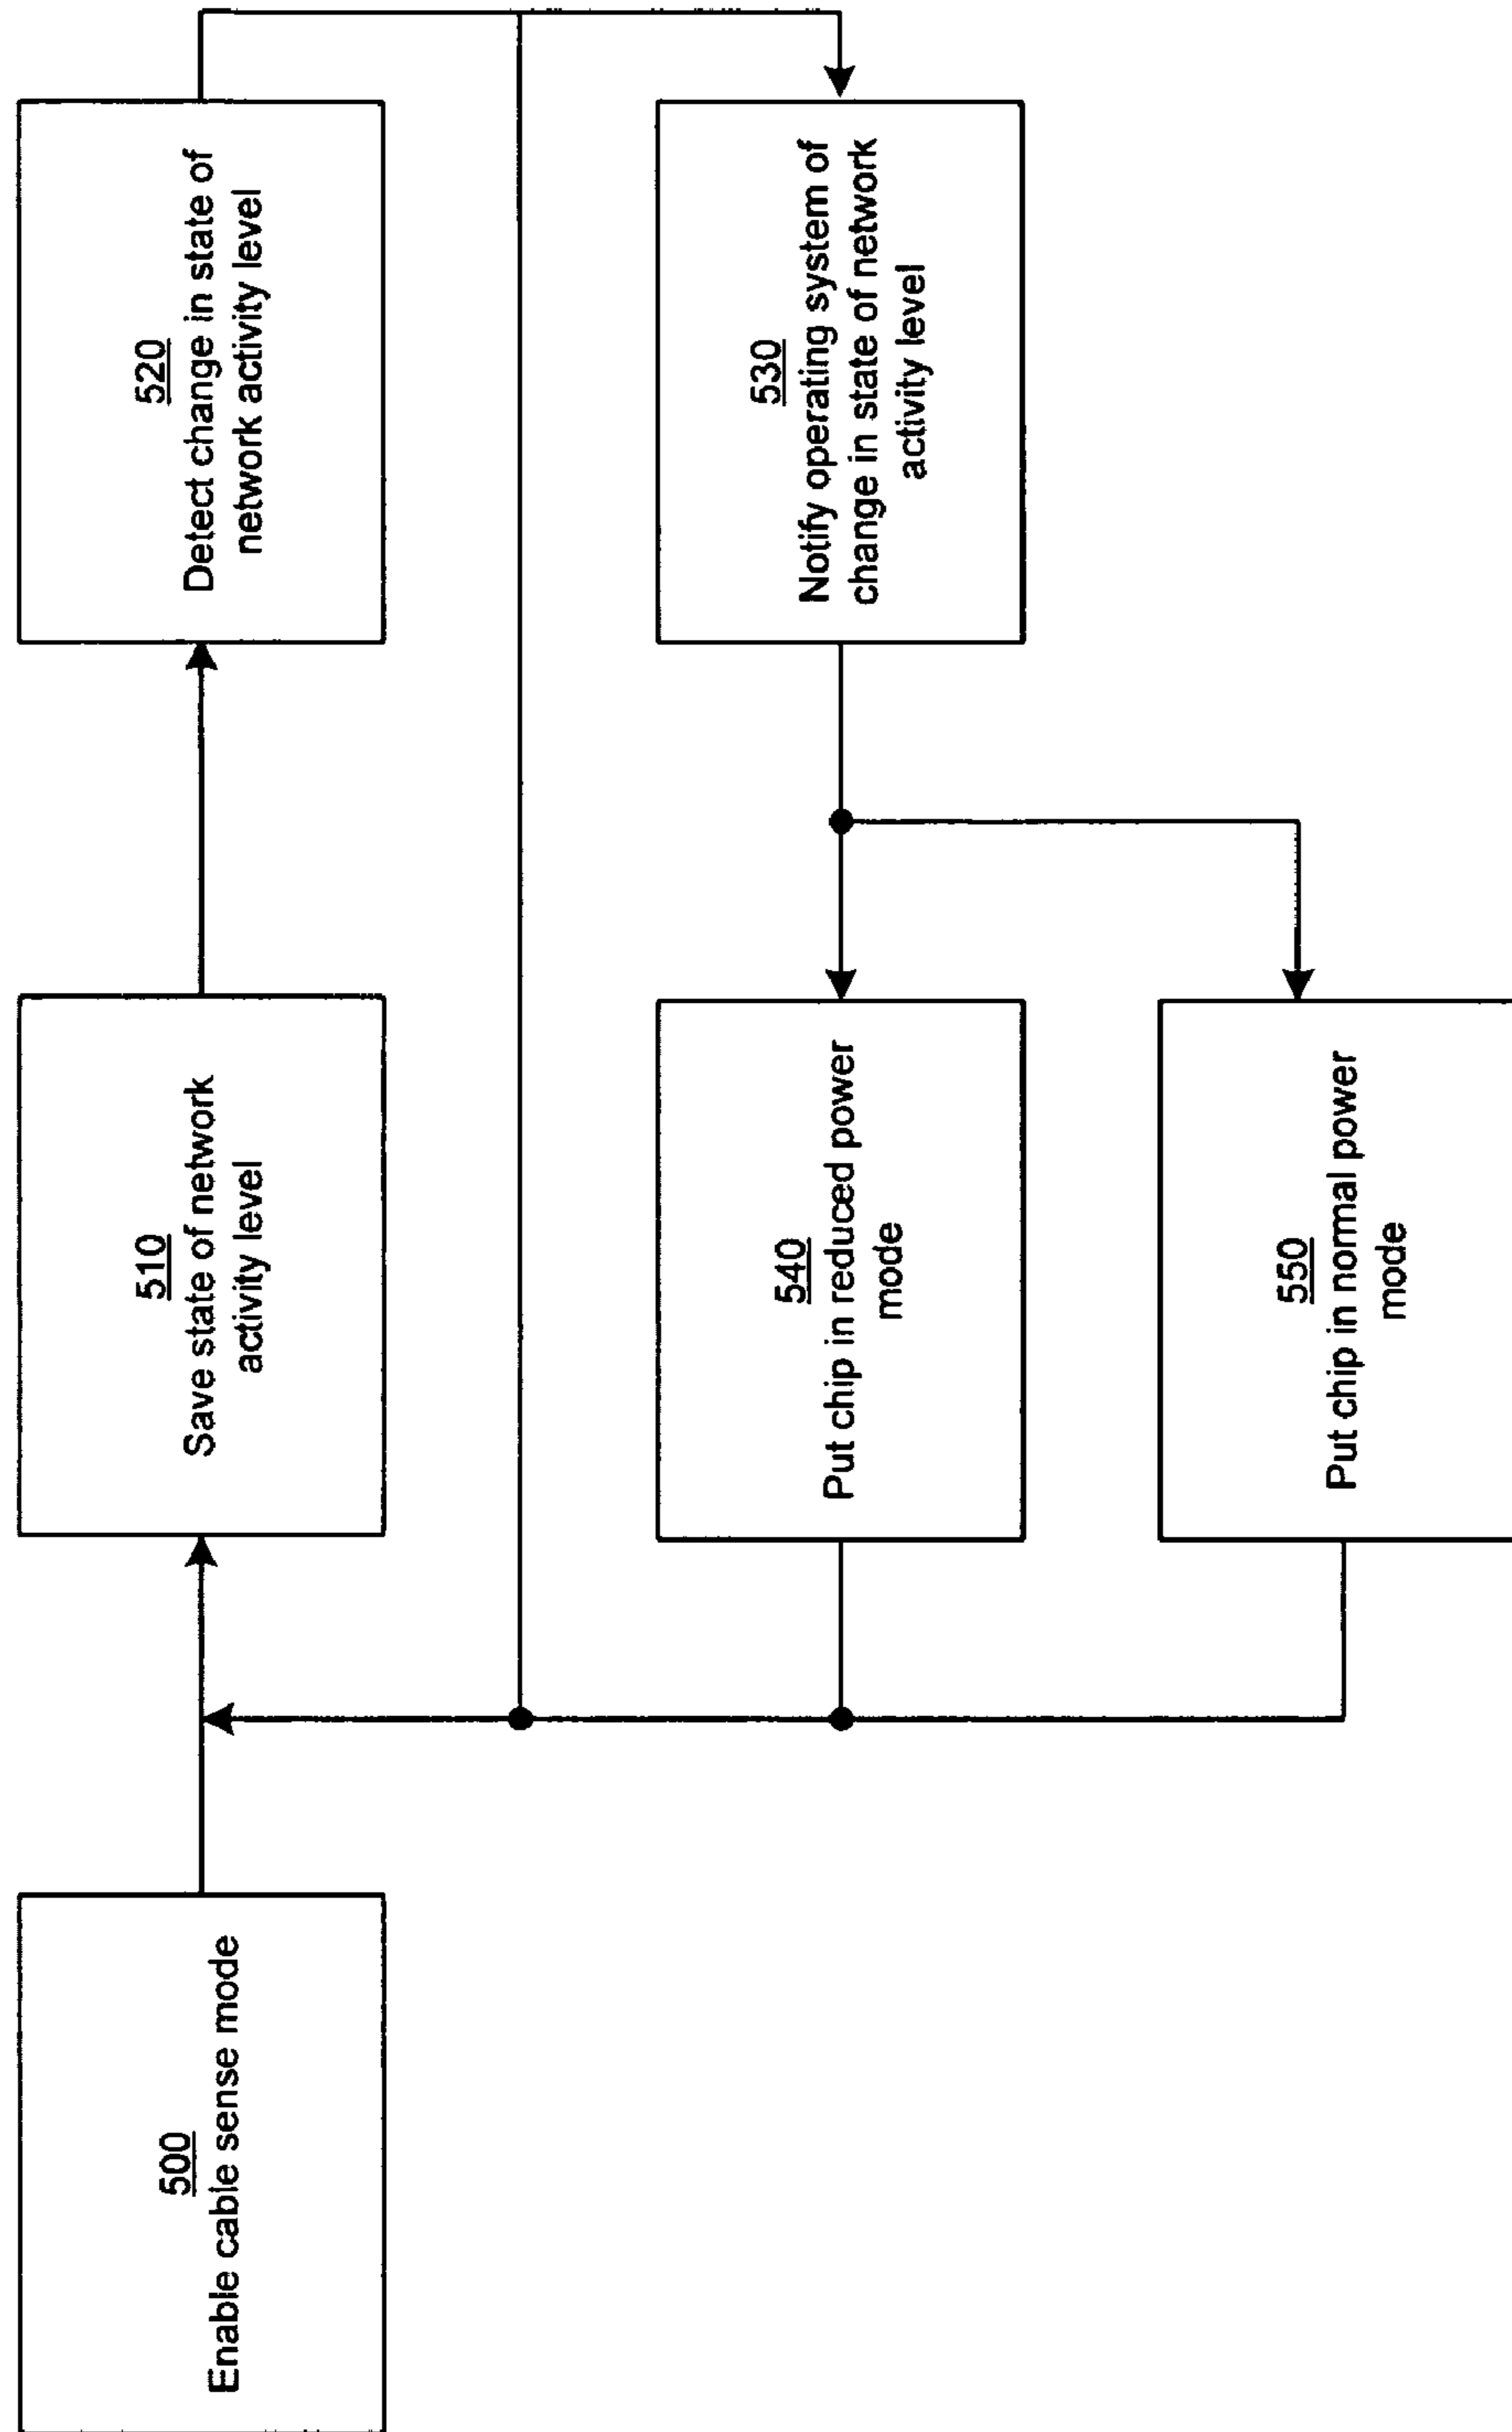 500
Enable cable sense mode
510
Save state of network
activity level
520
Detect change in state of
network activity level
530
Notify operating system of
change in state of network
activity level
540
Put chip in reduced power
mode
550
Put chip in normal power
mode